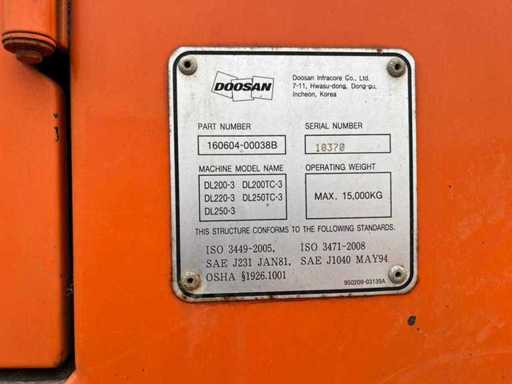 DOOSAN
Doosan Infracore Co., Ltd.
7-11, Hwasu-dong, Dong-gu,
Incheon, Korea
PART NUMBER
160604-00038B
SERIAL NUMBER
10370
MACHINE MODEL NAME
DL200-3 DL200TC-3
DL220-3 DL250TC-3
DL250-3
OPERATING WEIGHT
MAX. 15,000KG
THIS STRUCTURE CONFORMS TO THE FOLLOWING STANDARDS.
ISO 3449-2005, ISO 3471-2008
SAE J231 JAN81, SAE J1040 MAY94
OSHA §1926.1001
950209-03135A